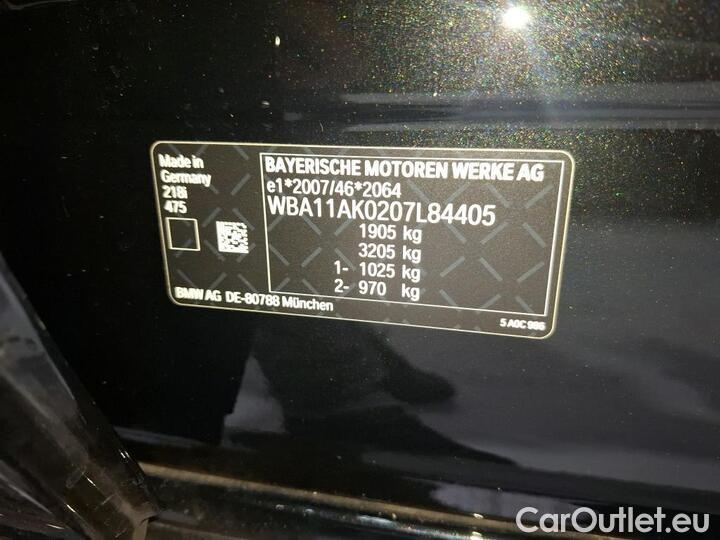 Made in
Germany
218i
475
BAYERISCHE MOTOREN WERKE AG
e1*2007/46*2064
WBA11AK0207L84405
1905 kg
3205 kg
1- 1025 kg
2- 970 kg
BMW AG DE-80788 München
5 A0C 986
CarOutlet.eu